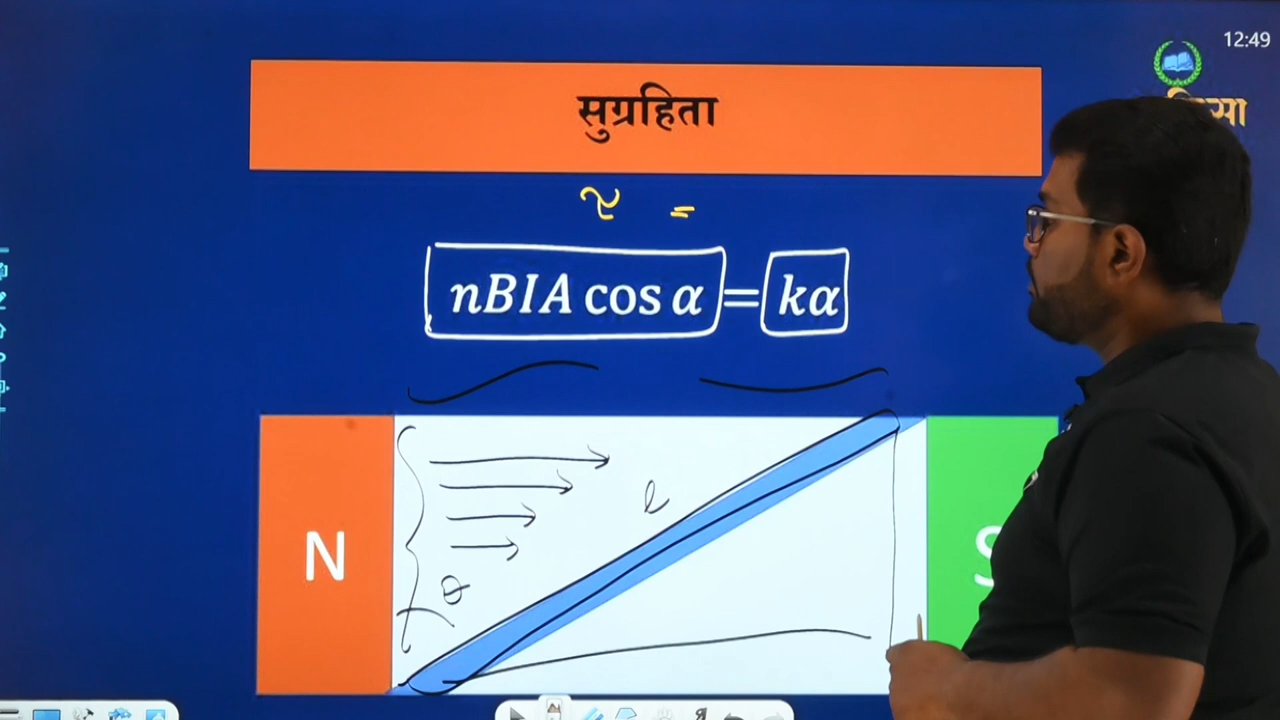 12:49
सुग्रहिता
τ =
nBIA cos α = kα
l
N
θ
S